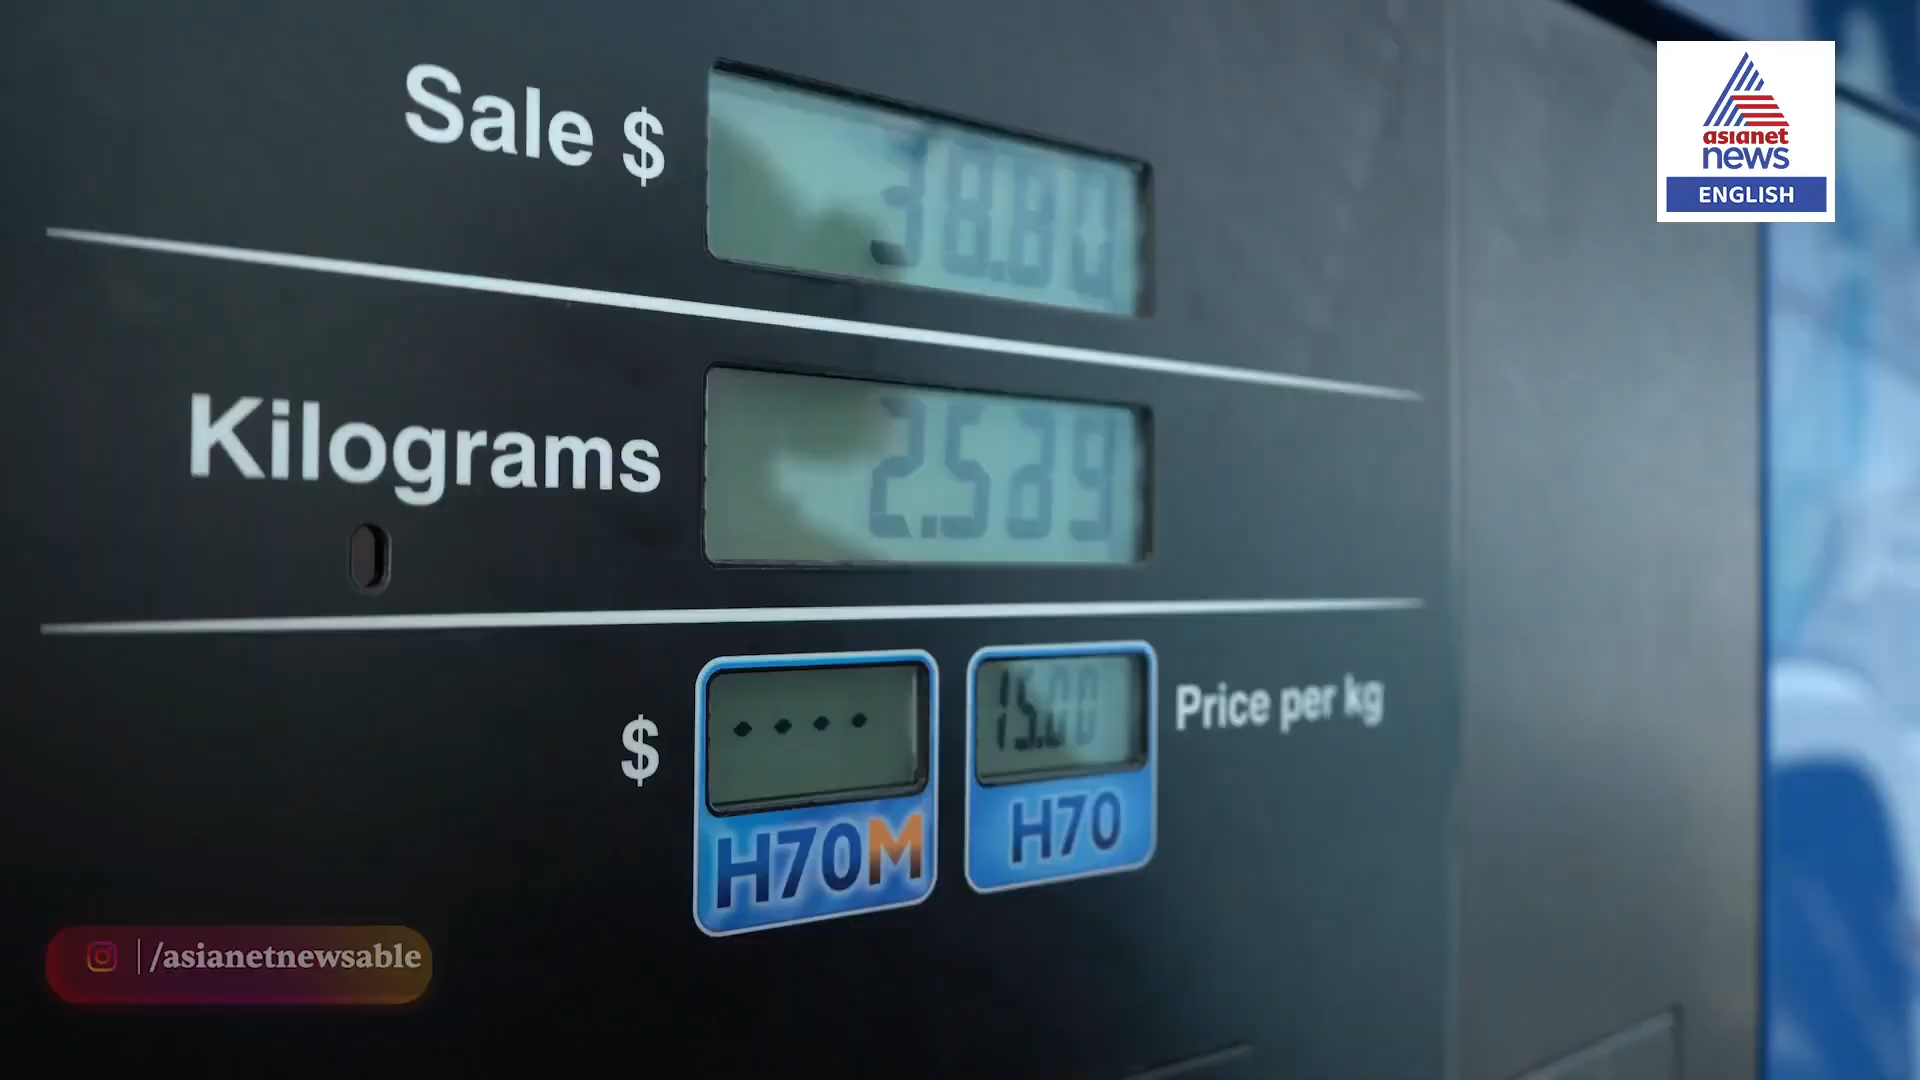 Sale $ 38.80
asianet
news
ENGLISH
Kilograms 2.589
$ 15.00 Price per kg
H70M H70
/asianetnewsable